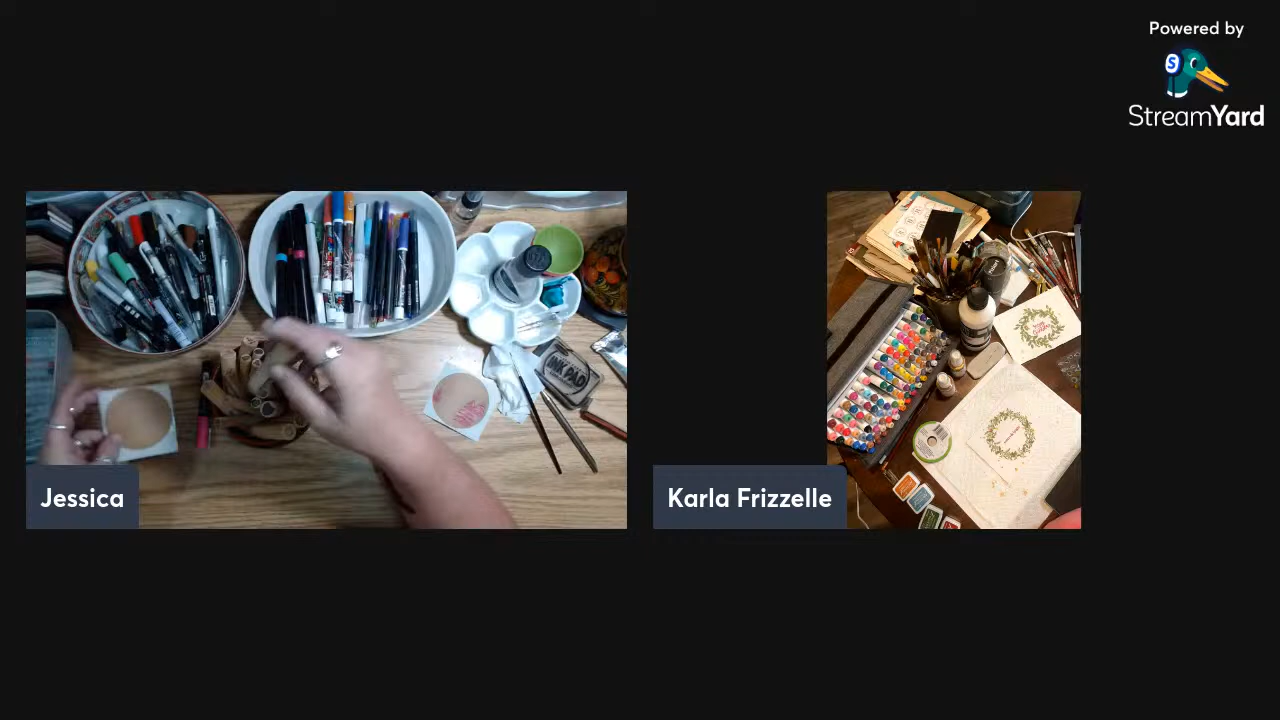 Powered by
S
StreamYard
INK PAD
Jessica
Karla Frizzelle